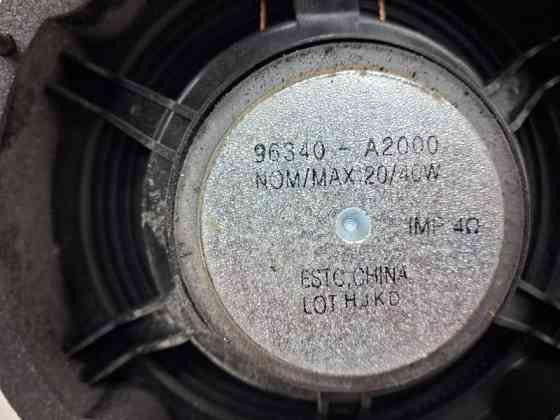 96340 - A2000
NOM/MAX 20/40W
IMP 4Ω
ESTC,CHINA
LOT HJKD